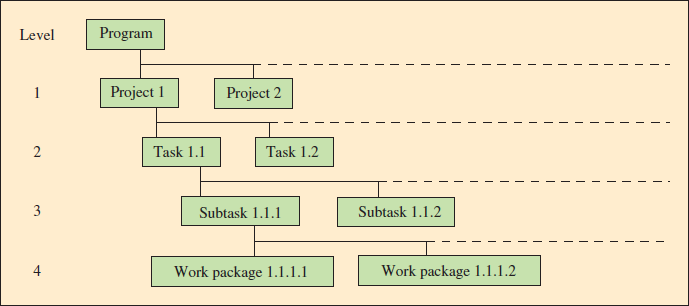 Level Program
1 Project 1 Project 2
2 Task 1.1 Task 1.2
3 Subtask 1.1.1 Subtask 1.1.2
4 Work package 1.1.1.1 Work package 1.1.1.2